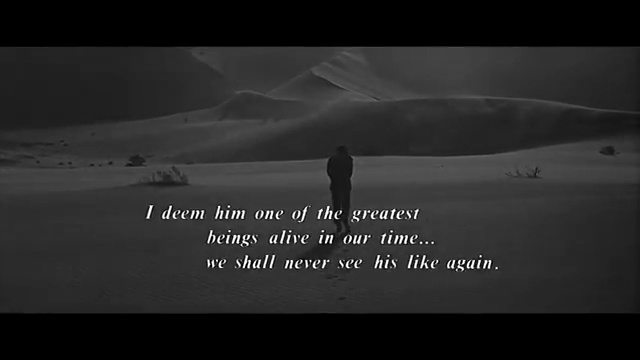 I deem him one of the greatest
beings alive in our time...
we shall never see his like again.